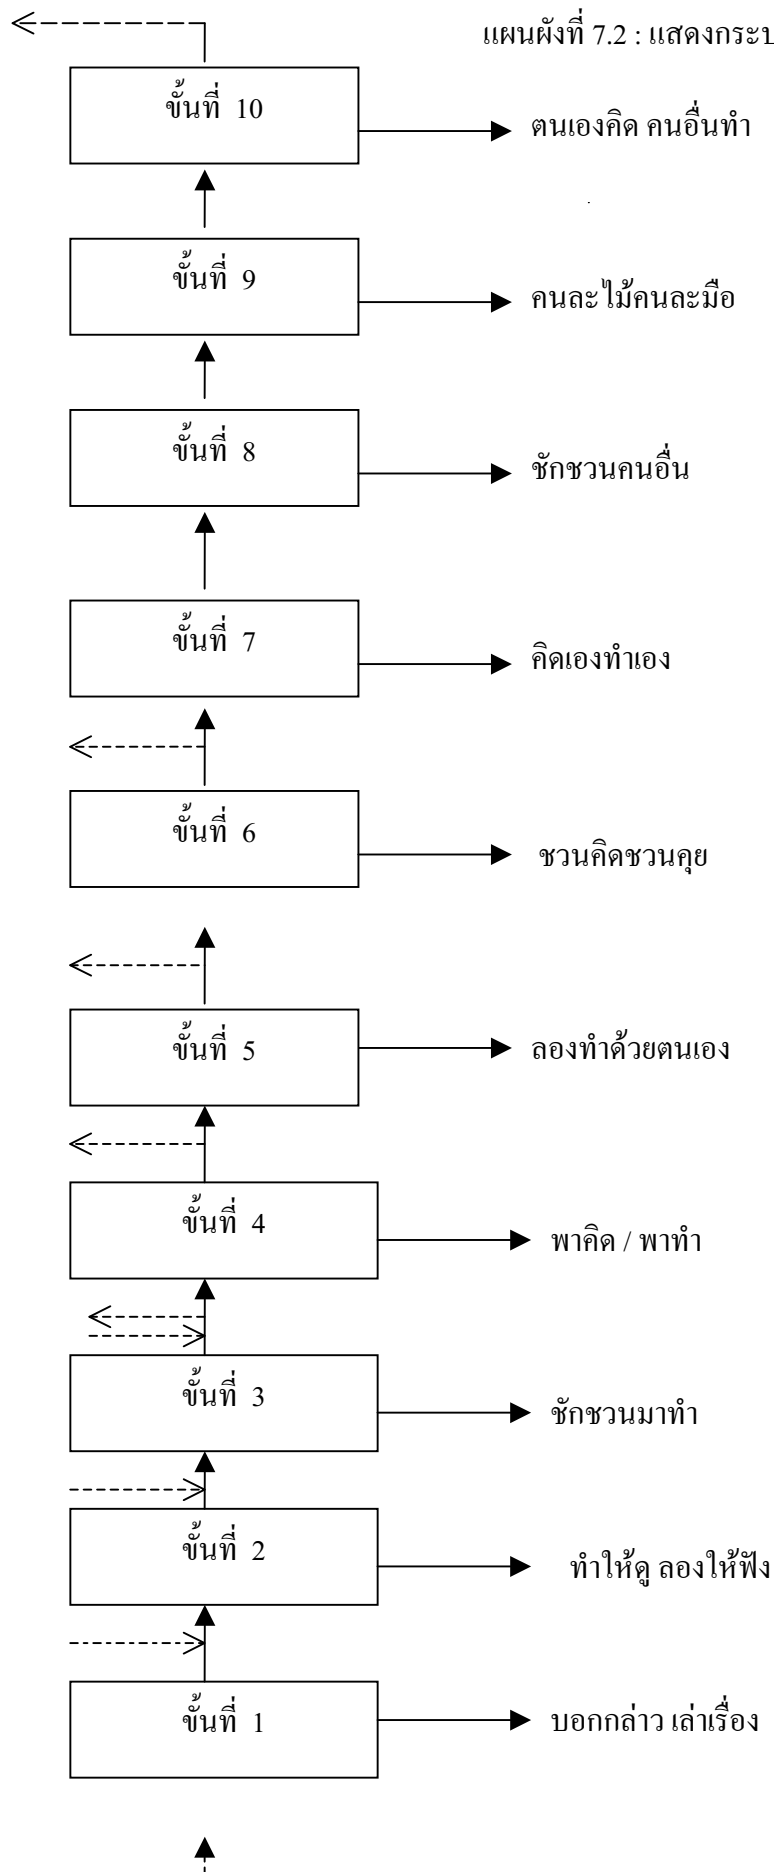 แผนผังที่ 7.2 : แสดงกระบ
ขั้นที่ 10
ตนเองคิด คนอื่นทำ
ขั้นที่ 9
คนละไม้คนละมือ
ขั้นที่ 8
ชักชวนคนอื่น
ขั้นที่ 7
คิดเองทำเอง
ขั้นที่ 6
ชวนคิดชวนคุย
ขั้นที่ 5
ลองทำด้วยตนเอง
ขั้นที่ 4
พาคิด / พาทำ
ขั้นที่ 3
ชักชวนมาทำ
ขั้นที่ 2
ทำให้ดู ลองให้ฟัง
ขั้นที่ 1
บอกกล่าว เล่าเรื่อง